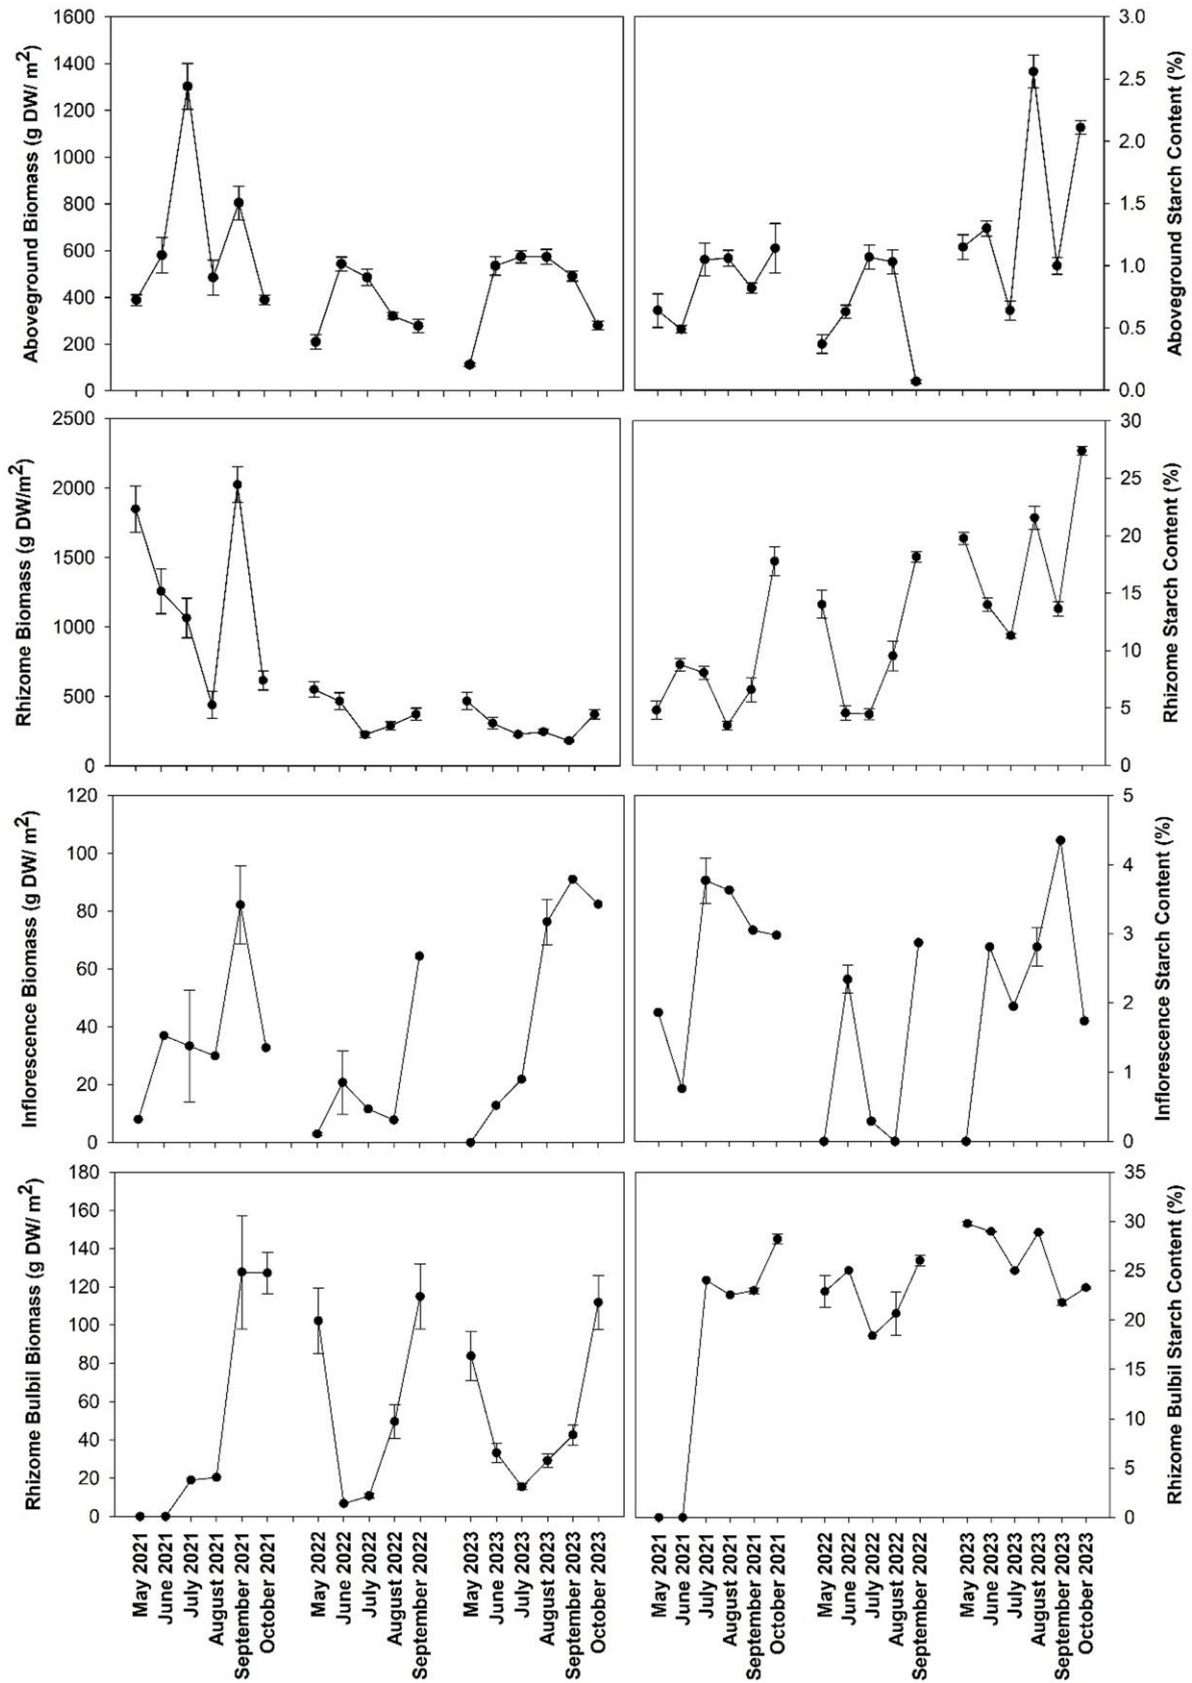 Aboveground Biomass (g DW/ m2)
1600
1400
1200
1000
800
600
400
200
0
3.0
2.5
2.0
1.5
1.0
0.5
0.0
Aboveground Starch Content (%)
Rhizome Biomass (g DW/m2)
2500
2000
1500
1000
500
0
30
25
20
15
10
5
0
Rhizome Starch Content (%)
Inflorescence Biomass (g DW/ m2)
120
100
80
60
40
20
0
5
4
3
2
1
0
Inflorescence Starch Content (%)
Rhizome Bulbil Biomass (g DW/ m2)
180
160
140
120
100
80
60
40
20
0
35
30
25
20
15
10
5
0
Rhizome Bulbil Starch Content (%)
May 2021
June 2021
July 2021
August 2021
September 2021
October 2021
May 2022
June 2022
July 2022
August 2022
September 2022
May 2023
June 2023
July 2023
August 2023
September 2023
October 2023
May 2021
June 2021
July 2021
August 2021
September 2021
October 2021
May 2022
June 2022
July 2022
August 2022
September 2022
May 2023
June 2023
July 2023
August 2023
September 2023
October 2023